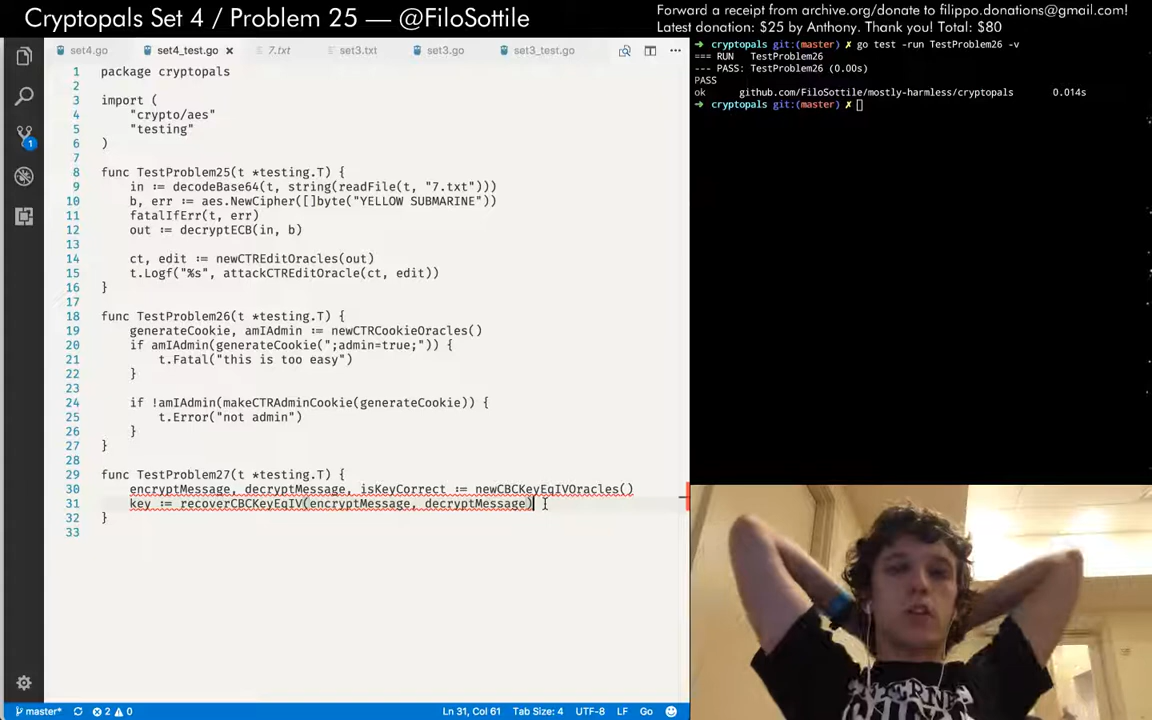 Cryptopals Set 4 / Problem 25 — @FiloSottile
Forward a receipt from archive.org/donate to filippo.donations@gmail.com!
Latest donation: $25 by Anthony. Thank you! Total: $80
set4.go
set4_test.go
7.txt
set3.txt
set3.go
set3_test.go
1 package cryptopals
2
3 import (
4 "crypto/aes"
5 "testing"
6 )
7
8 func TestProblem25(t *testing.T) {
9 in := decodeBase64(t, string(readFile(t, "7.txt")))
10 b, err := aes.NewCipher([]byte("YELLOW SUBMARINE"))
11 fatalIfErr(t, err)
12 out := decryptECB(in, b)
13
14 ct, edit := newCTREditOracles(out)
15 t.Logf("%s", attackCTREditOracle(ct, edit))
16 }
17
18 func TestProblem26(t *testing.T) {
19 generateCookie, amIAdmin := newCTRCookieOracles()
20 if amIAdmin(generateCookie(";admin=true;")) {
21 t.Fatal("this is too easy")
22 }
23
24 if !amIAdmin(makeCTRAdminCookie(generateCookie)) {
25 t.Error("not admin")
26 }
27 }
28
29 func TestProblem27(t *testing.T) {
30 encryptMessage, decryptMessage, isKeyCorrect := newCBCKeyEqIVOracles()
31 key := recoverCBCKeyEqIV(encryptMessage, decryptMessage)
32 }
33
➜ cryptopals git:(master) ✗ go test -run TestProblem26 -v
=== RUN TestProblem26
--- PASS: TestProblem26 (0.00s)
PASS
ok github.com/FiloSottile/mostly-harmless/cryptopals 0.014s
➜ cryptopals git:(master) ✗
1
master*
2
0
Ln 31, Col 61
Tab Size: 4
UTF-8
LF
Go